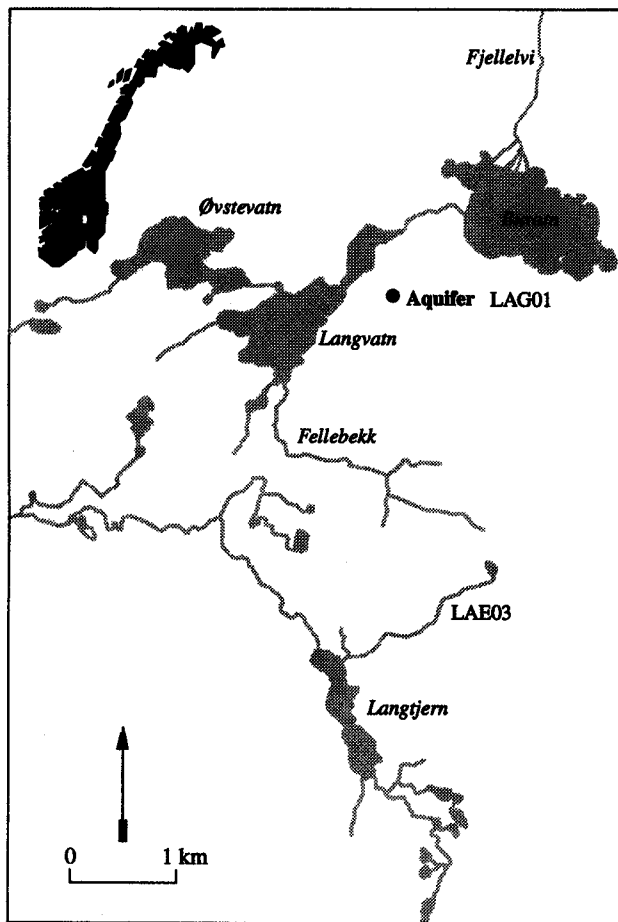 Fjellelvi
Øvstevatn
Aquifer LAG01
Langvatn
Fellebekk
LAE03
Langtjern
0 1 km